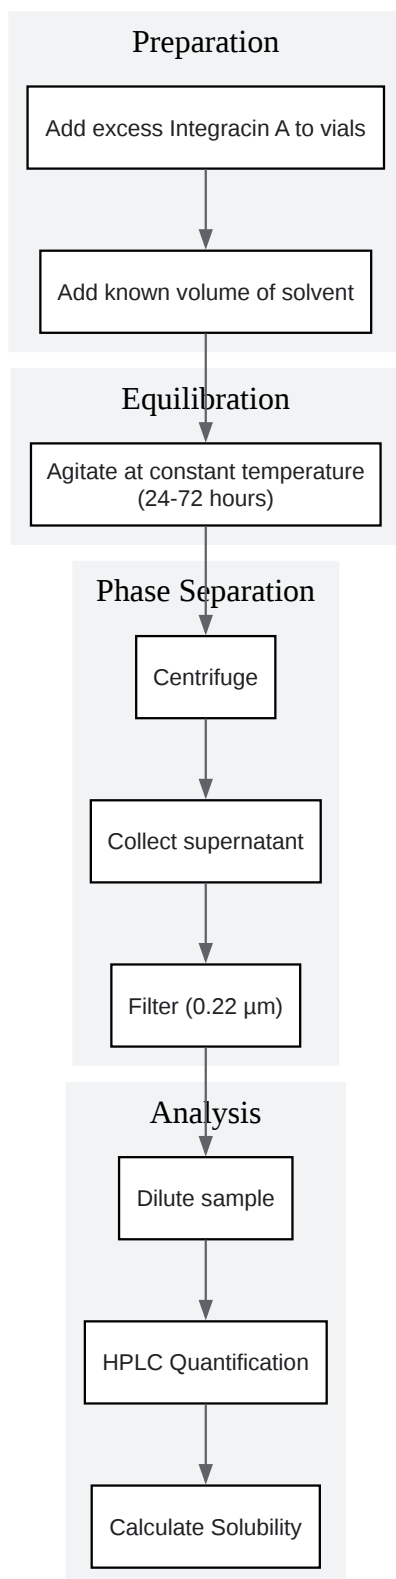 Preparation
Add excess Integracin A to vials
Add known volume of solvent
Equilibration
Agitate at constant temperature
(24-72 hours)
Phase Separation
Centrifuge
Collect supernatant
Filter (0.22 µm)
Analysis
Dilute sample
HPLC Quantification
Calculate Solubility